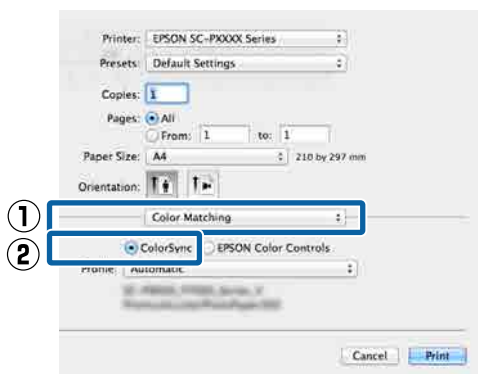 Printer: EPSON SC-PXXXX Series
Presets: Default Settings
Copies: 1
Pages: All
From: 1 to: 1
Paper Size: A4 210 by 297 mm
Orientation:
① Color Matching
② ColorSync EPSON Color Controls
Profile: Automatic
Cancel Print